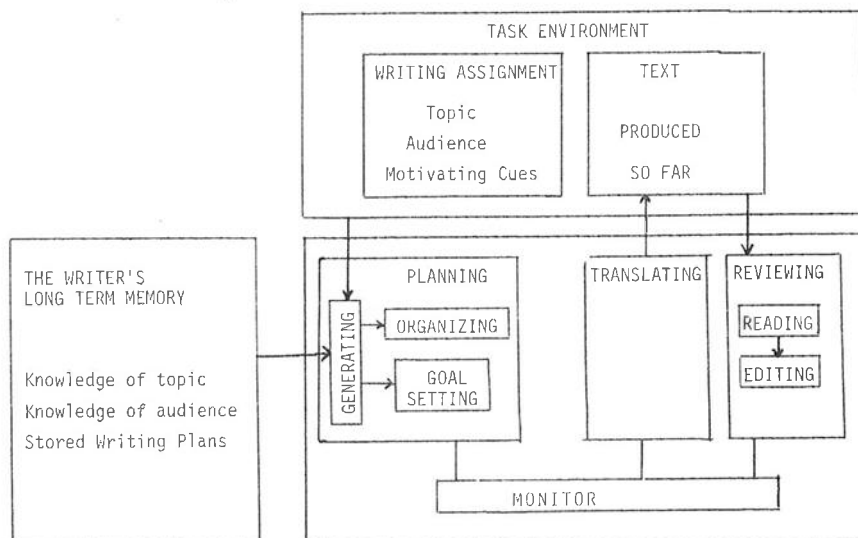 TASK ENVIRONMENT
WRITING ASSIGNMENT
Topic
Audience
Motivating Cues
TEXT
PRODUCED
SO FAR
THE WRITER'S
LONG TERM MEMORY
Knowledge of topic
Knowledge of audience
Stored Writing Plans
PLANNING
GENERATING
ORGANIZING
GOAL
SETTING
TRANSLATING
REVIEWING
READING
EDITING
MONITOR